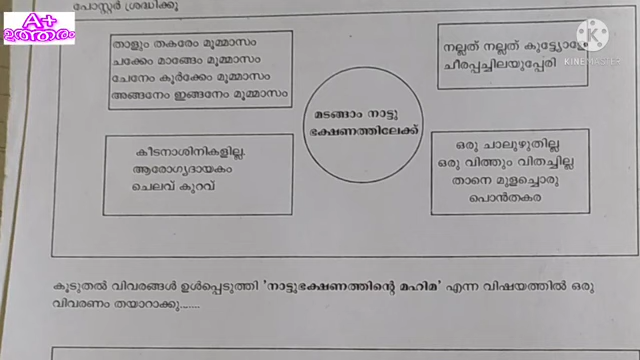 പോസ്റ്റർ ശ്രദ്ധിക്കൂ
A+
ഉത്തരം
താളും തകരേം മൂമ്മാസം
ചക്കേം മാങ്ങേം മൂമ്മാസം
ചേനേം കൂർക്കേം മൂമ്മാസം
അങ്ങനേം ഇങ്ങനേം മൂമ്മാസം
നല്ലത് നല്ലത് കുട്ട്യോളേ
ചീരപ്പച്ചിലയുപ്പേരി
KINEMASTER
മടങ്ങാം നാട്ടു
ഭക്ഷണത്തിലേക്ക്
കീടനാശിനികളില്ല.
ആരോഗ്യദായകം
ചെലവ് കുറവ്
ഒരു ചാലുഴുതില്ല
ഒരു വിത്തും വിതച്ചില്ല
താനെ മുളച്ചൊരു
പൊൻതകര
കൂടുതൽ വിവരങ്ങൾ ഉൾപ്പെടുത്തി 'നാട്ടുഭക്ഷണത്തിന്റെ മഹിമ' എന്ന വിഷയത്തിൽ ഒരു
വിവരണം തയാറാക്കൂ.......